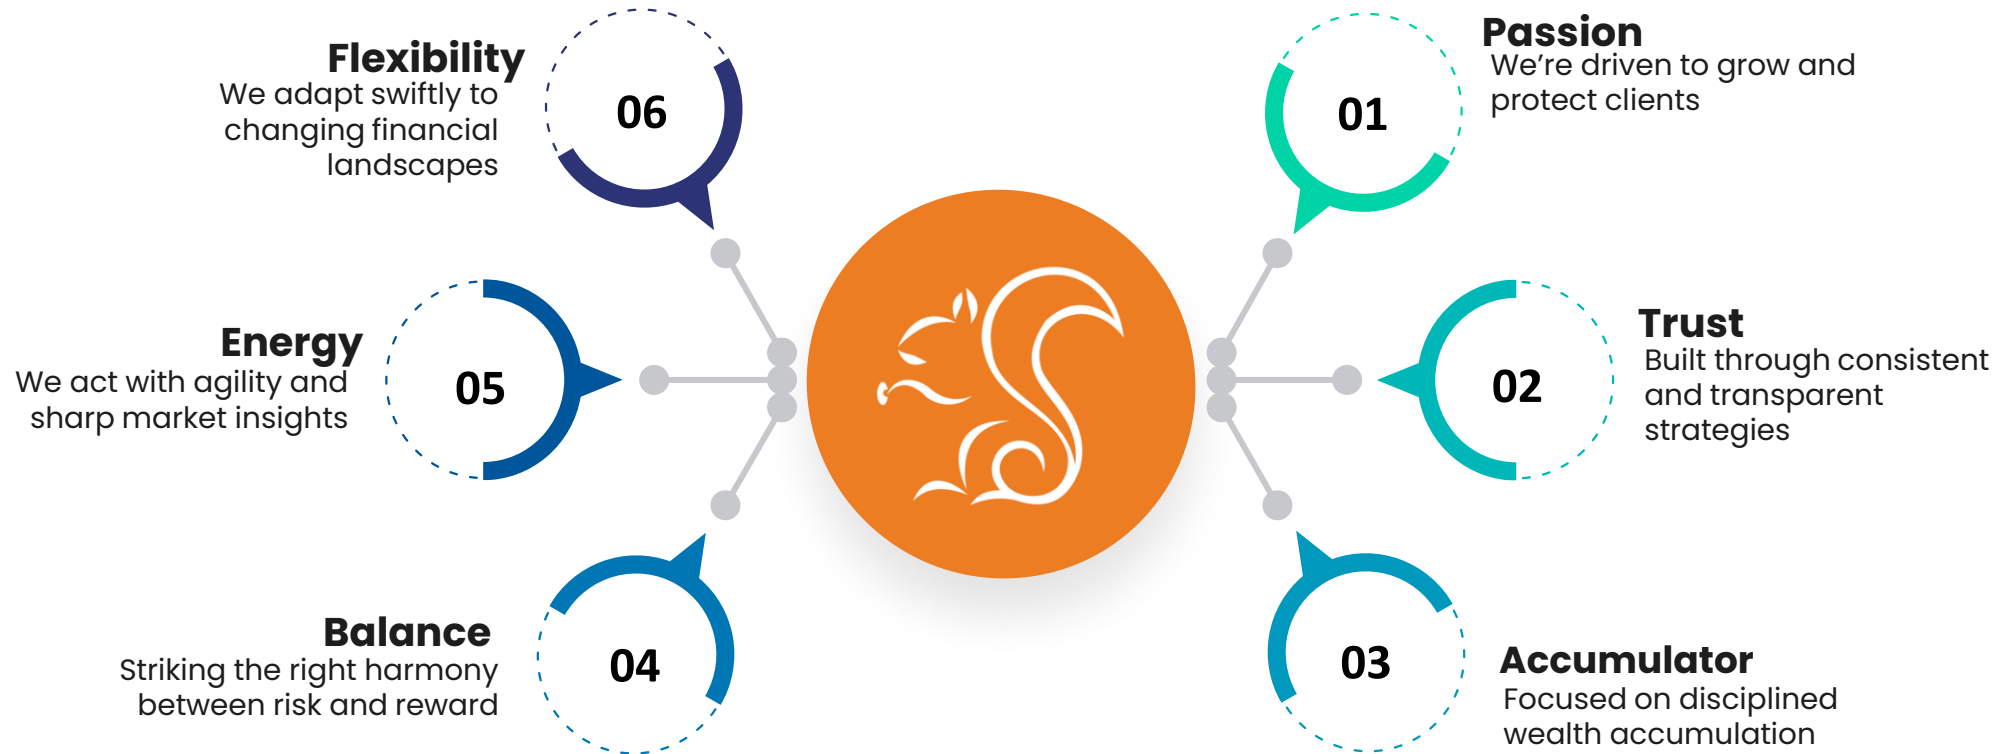 01
Passion
We’re driven to grow and
protect clients
02
Trust
Built through consistent
and transparent
strategies
03
Accumulator
Focused on disciplined
wealth accumulation
04
Balance
Striking the right harmony
between risk and reward
05
Energy
We act with agility and
sharp market insights
06
Flexibility
We adapt swiftly to
changing financial
landscapes